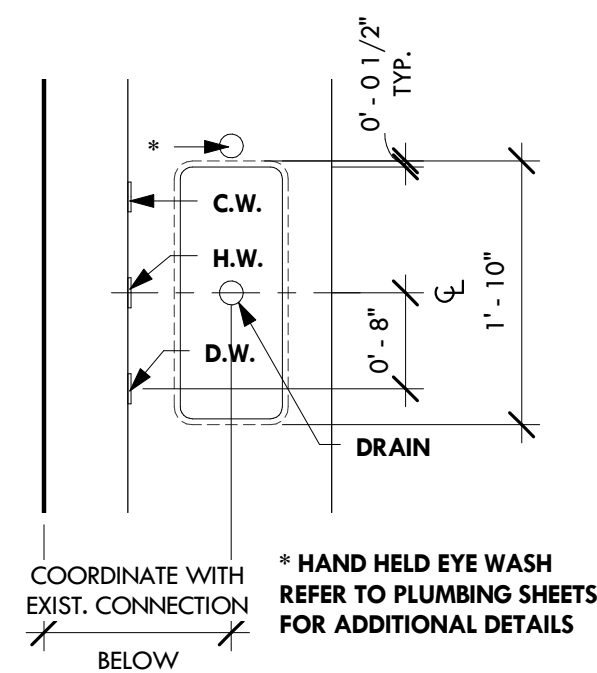 0' - 0 1/2"
TYP.
*
C.W.
H.W.
D.W.
℄
0' - 8"
1' - 10"
DRAIN
COORDINATE WITH
EXIST. CONNECTION
BELOW
* HAND HELD EYE WASH
REFER TO PLUMBING SHEETS
FOR ADDITIONAL DETAILS